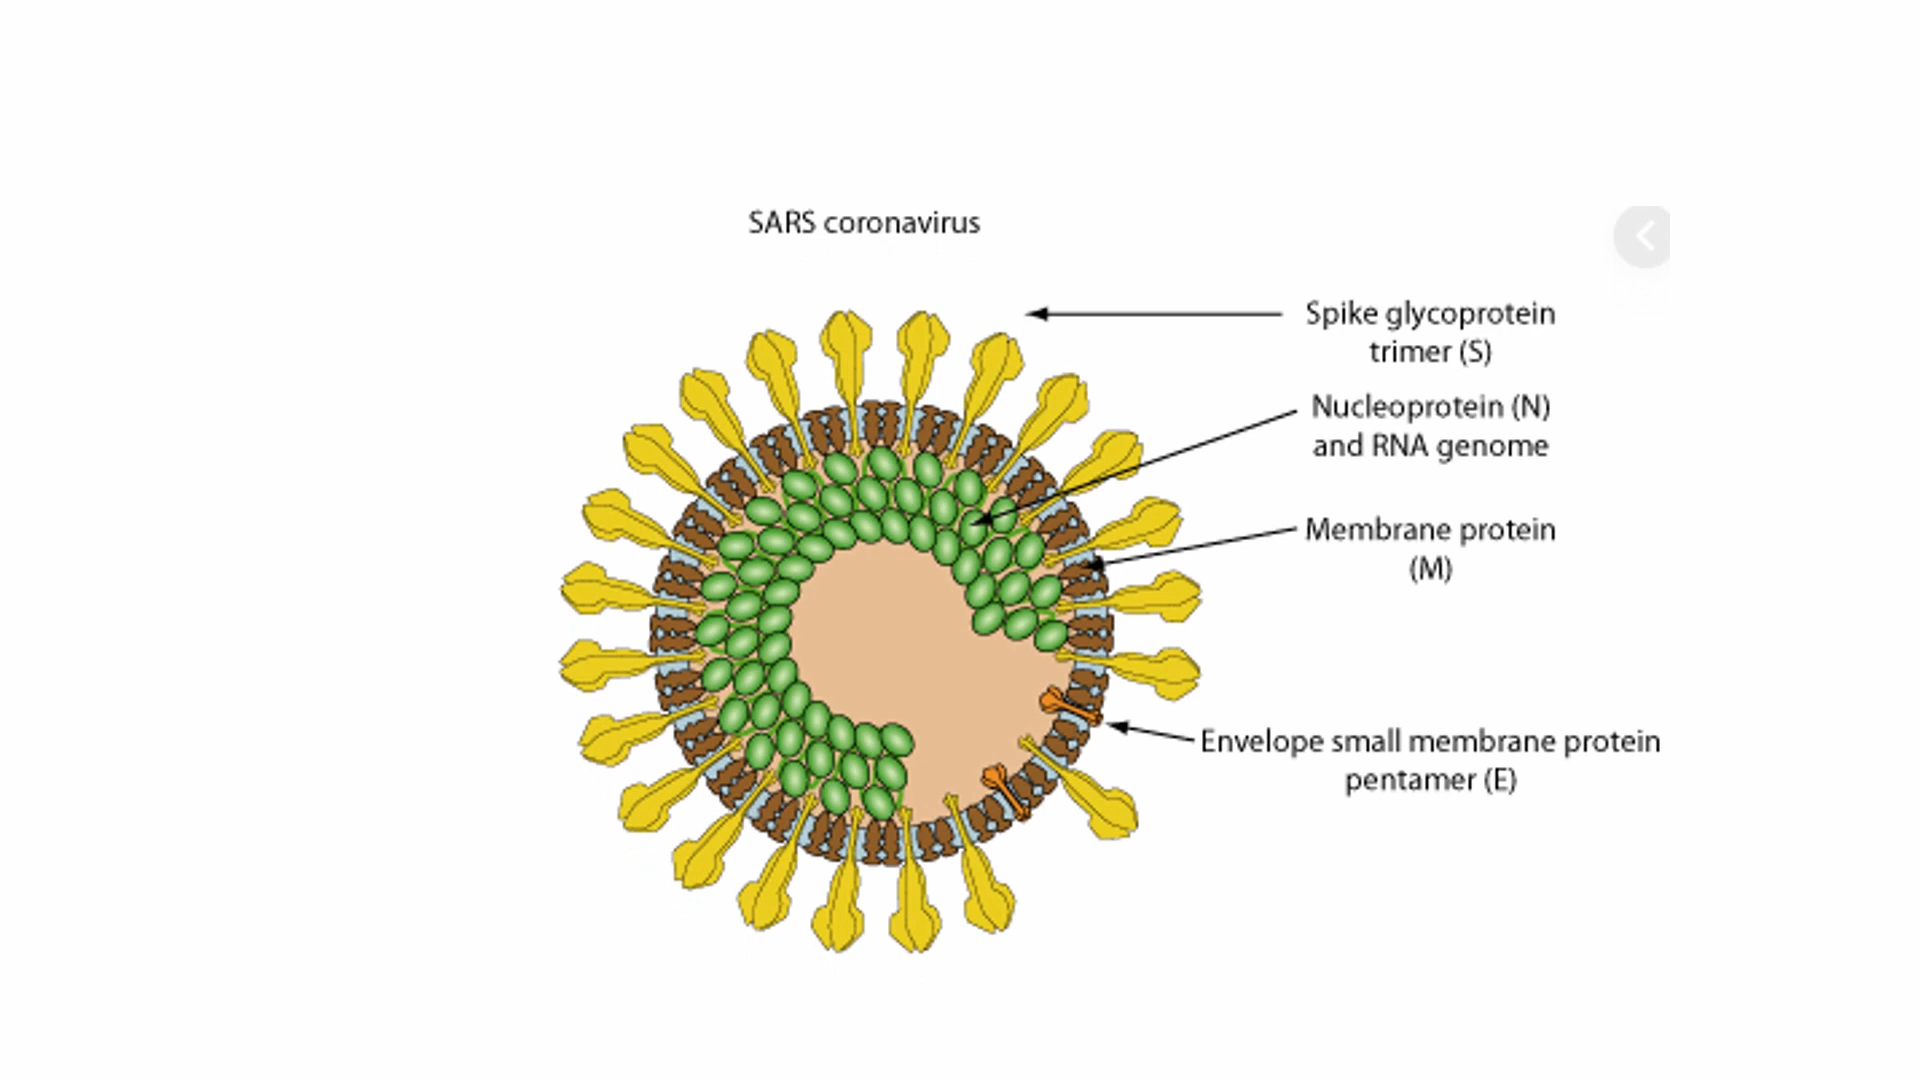 SARS coronavirus
Spike glycoprotein
trimer (S)
Nucleoprotein (N)
and RNA genome
Membrane protein
(M)
Envelope small membrane protein
pentamer (E)